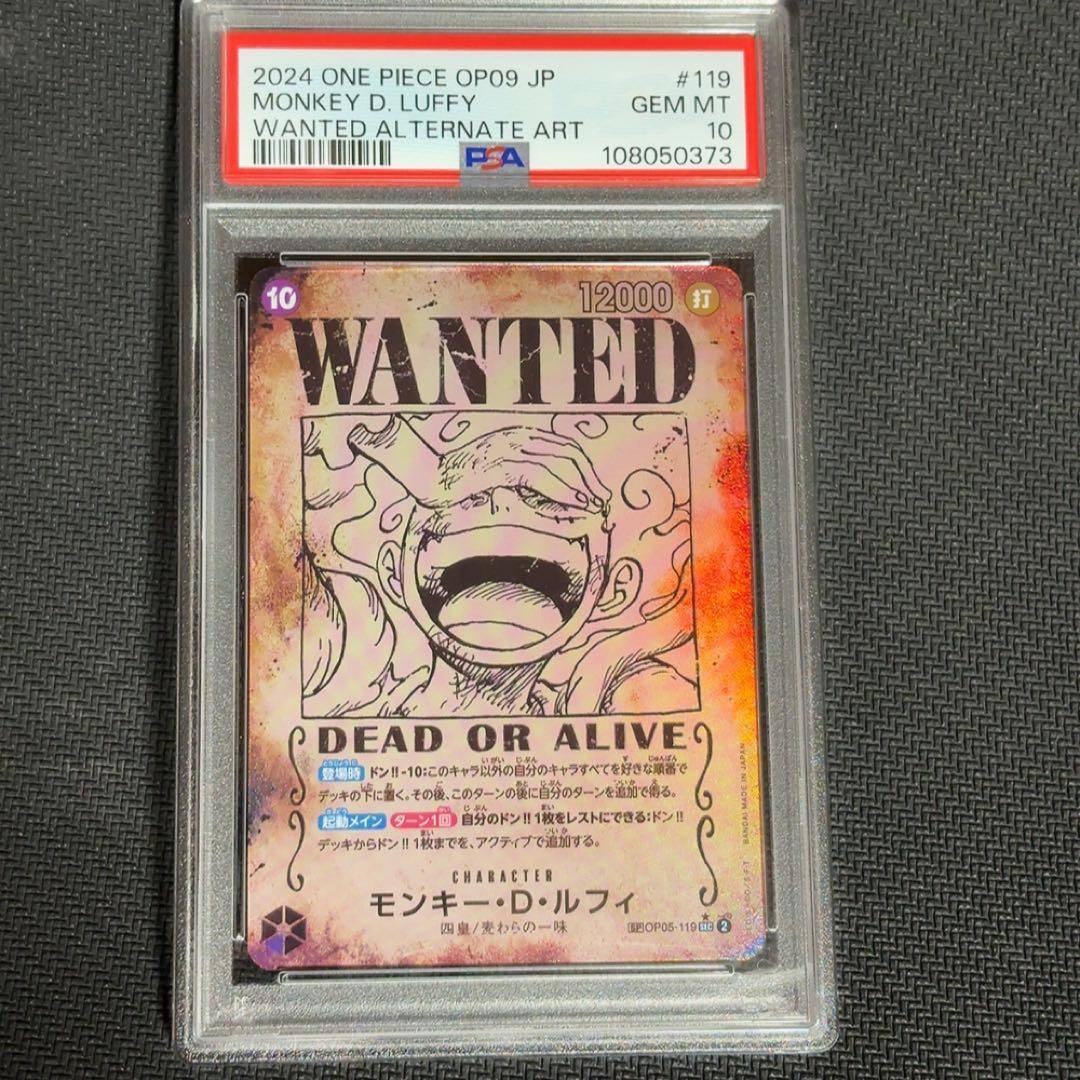 2024 ONE PIECE OP09 JP #119
MONKEY D. LUFFY GEM MT
WANTED ALTERNATE ART 10
PSA 108050373
10 12000 打
WANTED
DEAD OR ALIVE
登場時 ドン!!-10:このキャラ以外の自分のキャラすべてを好きな順番で
デッキの下に置く。その後、このターンの後に自分のターンを追加で得る。
起動メイン ターン1回 自分のドン!!1枚をレストにできる:ドン!!
デッキからドン!!1枚までを、アクティブで追加する。
CHARACTER
モンキー・D・ルフィ
四皇/麦わらの一味
SP OP05-119 SEC 2
BANDAI MADE IN JAPAN